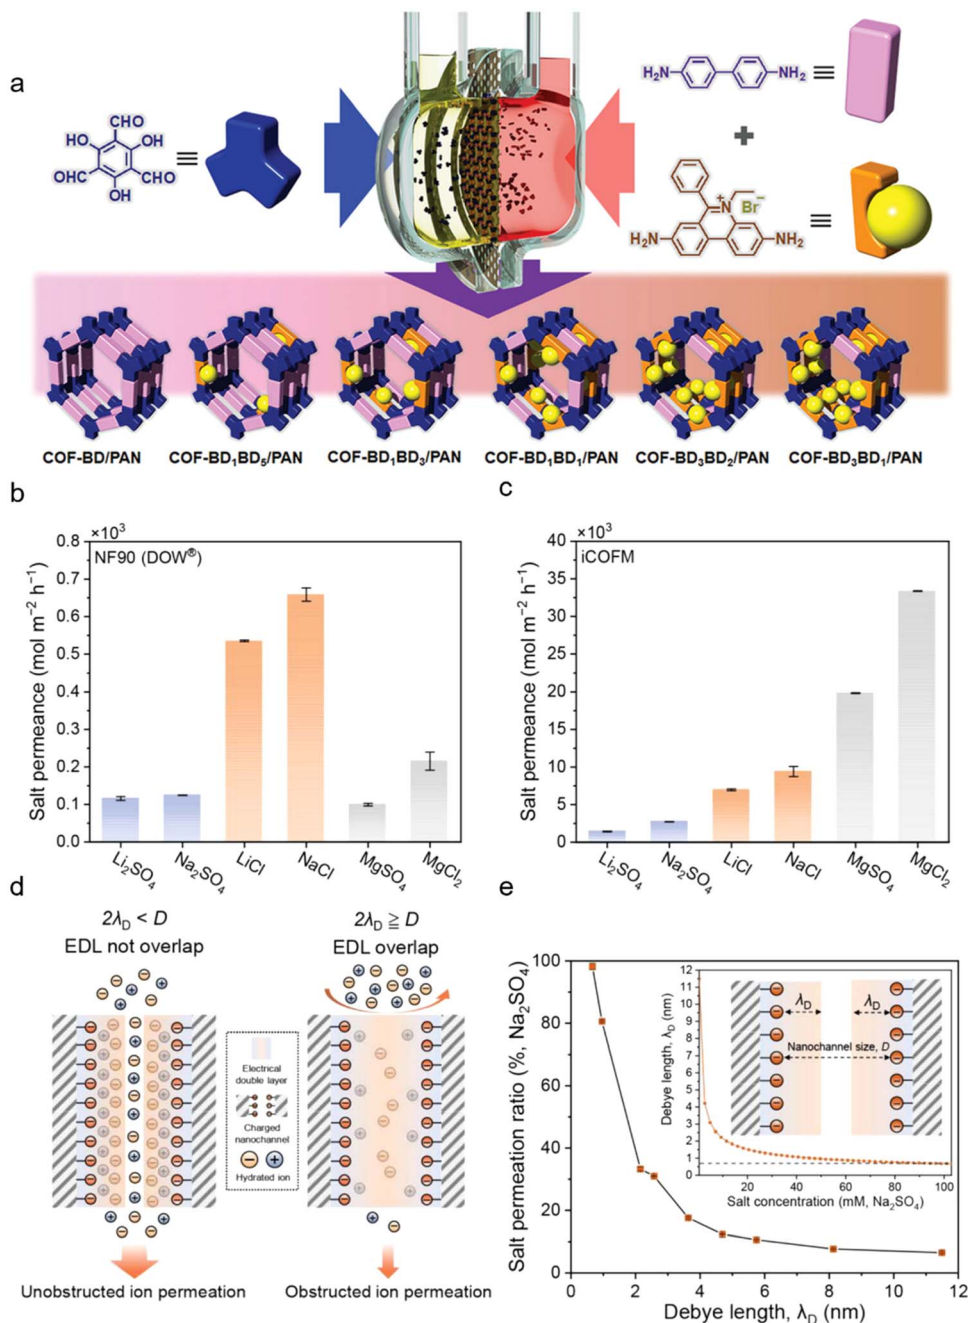 a
CHO
HO
OH
OHC
CHO
OH
≡
H₂N
NH₂
≡
+
N⁺
Br⁻
H₂N
NH₂
≡
COF-BD/PAN
COF-BD₁BD₅/PAN
COF-BD₁BD₃/PAN
COF-BD₁BD₁/PAN
COF-BD₃BD₂/PAN
COF-BD₃BD₁/PAN
b
×10³
NF90 (DOW®)
Salt permeance (mol m⁻² h⁻¹)
0.8
0.7
0.6
0.5
0.4
0.3
0.2
0.1
0.0
Li₂SO₄
Na₂SO₄
LiCl
NaCl
MgSO₄
MgCl₂
c
×10³
iCOFM
Salt permeance (mol m⁻² h⁻¹)
40
35
30
25
20
15
10
5
0
Li₂SO₄
Na₂SO₄
LiCl
NaCl
MgSO₄
MgCl₂
d
2λ_D < D
EDL not overlap
2λ_D ≧ D
EDL overlap
Electrical
double layer
Charged
nanochannel
Hydrated ion
Unobstructed ion permeation
Obstructed ion permeation
e
Salt permeation ratio (%, Na₂SO₄)
100
80
60
40
20
0
0 2 4 6 8 10 12
Debye length, λ_D (nm)
Debye length, λ_D (nm)
12
11
10
9
8
7
6
5
4
3
2
1
0
0 20 40 60 80 100
Salt concentration (mM, Na₂SO₄)
λ_D
λ_D
Nanochannel size, D